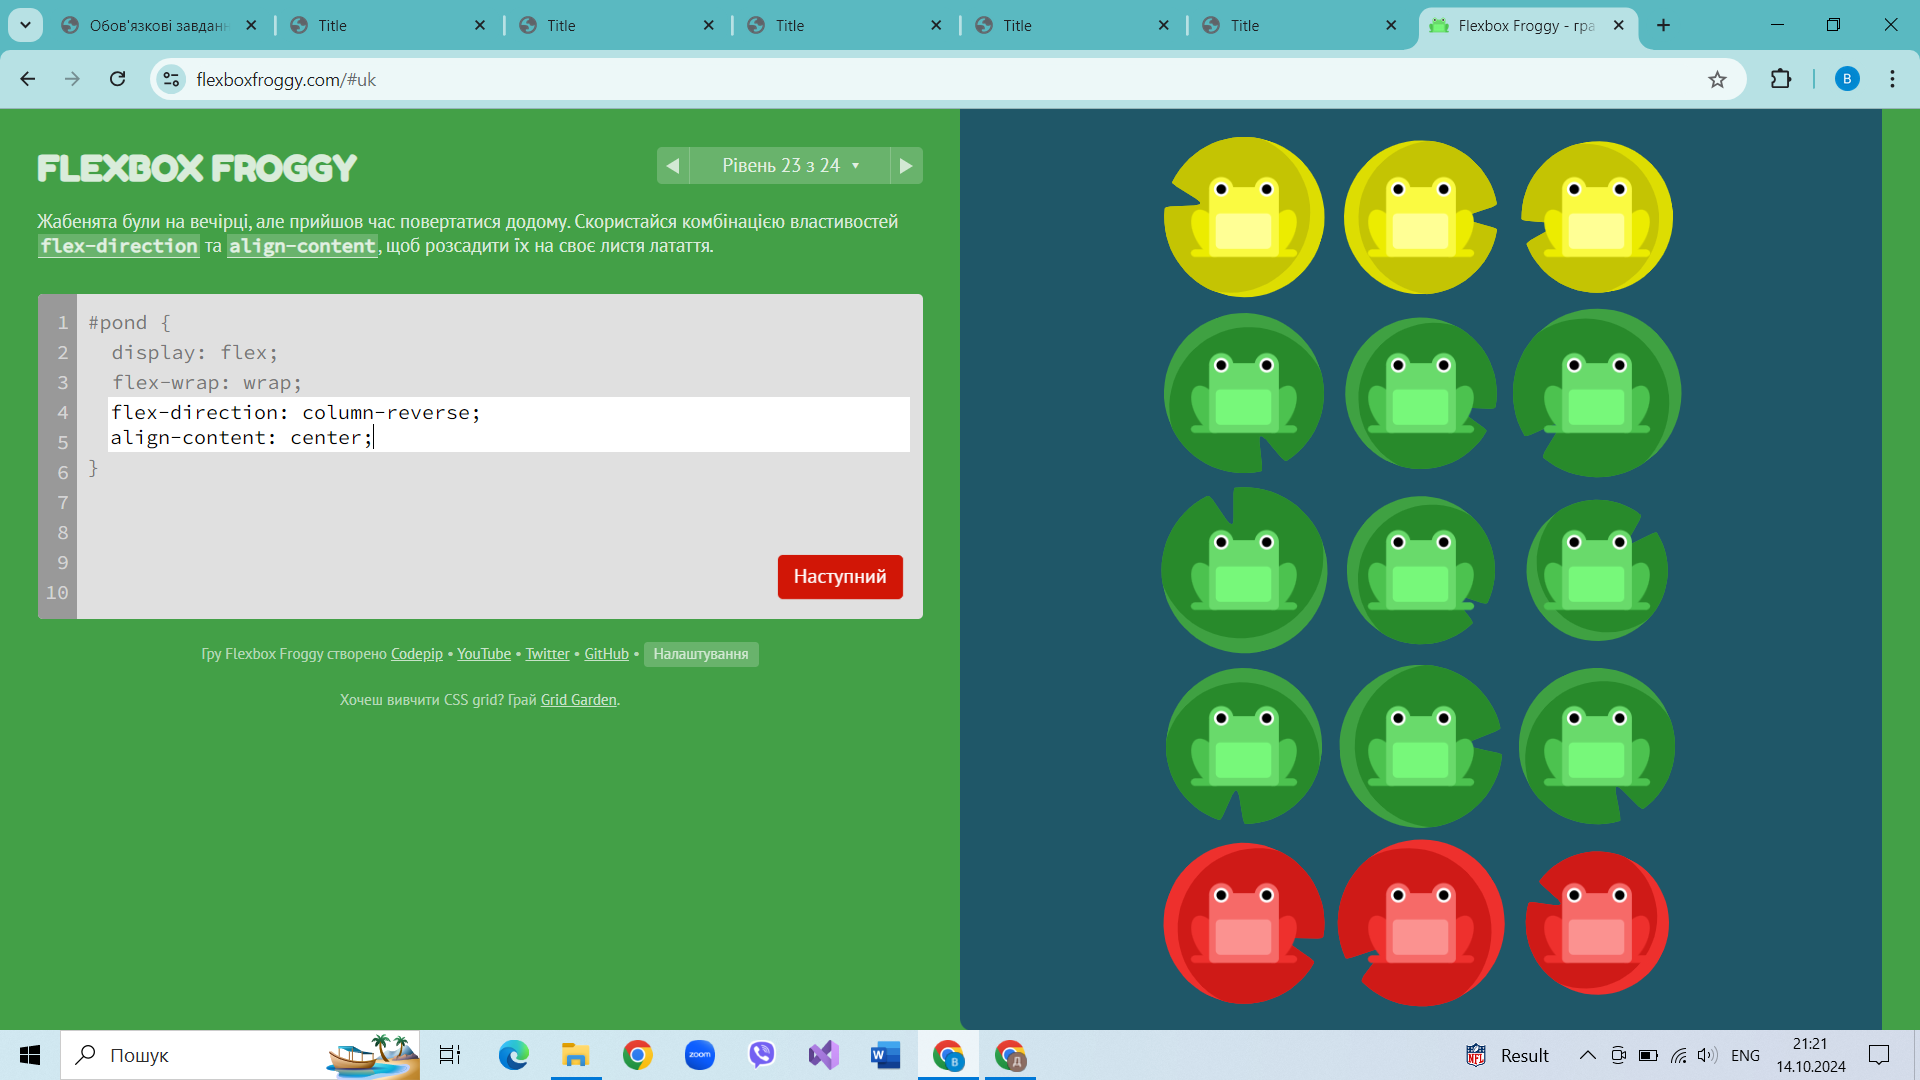 Обов'язкові завдан
Title
Title
Title
Title
Title
Flexbox Froggy - гра
flexboxfroggy.com/#uk
B
FLEXBOX FROGGY
Рівень 23 з 24
Жабенята були на вечірці, але прийшов час повертатися додому. Скористайся комбінацією властивостей
flex-direction та align-content, щоб розсадити їх на своє листя латаття.
1 #pond {
2 display: flex;
3 flex-wrap: wrap;
4 flex-direction: column-reverse;
5 align-content: center;
6 }
7
8
9
10
Наступний
Гру Flexbox Froggy створено Codepip • YouTube • Twitter • GitHub • Налаштування
Хочеш вивчити CSS grid? Грай Grid Garden.
Пошук
zoom
W
B
Д
NFL
Result
ENG
21:21
14.10.2024